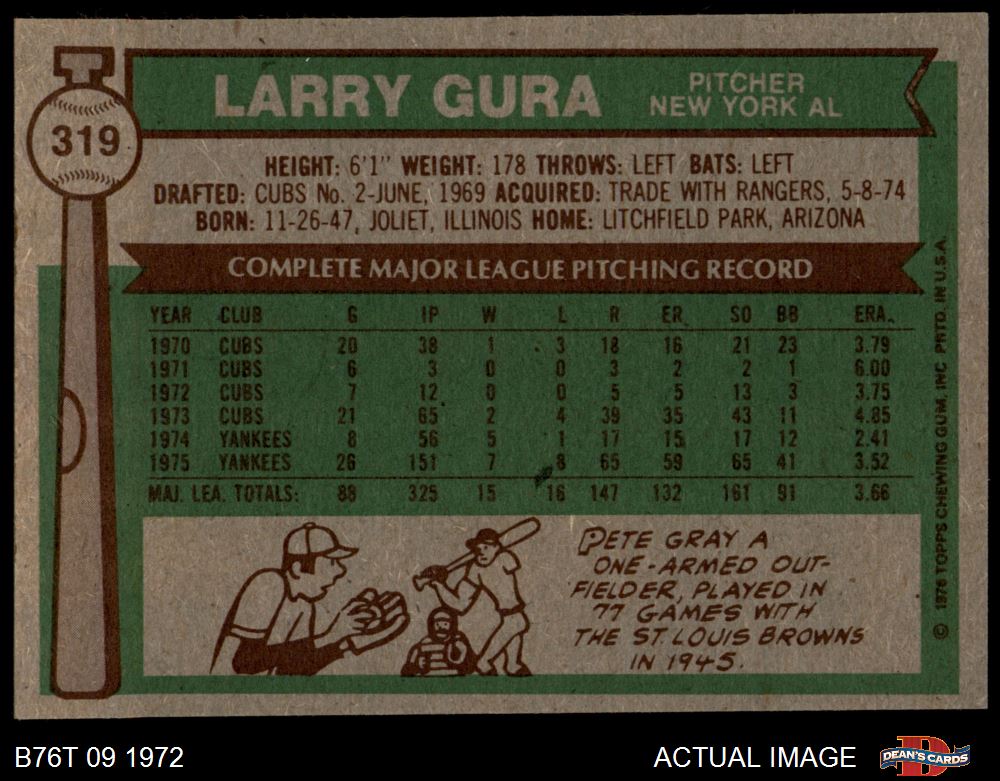 319
LARRY GURA
PITCHER
NEW YORK AL
HEIGHT: 6'1" WEIGHT: 178 THROWS: LEFT BATS: LEFT
DRAFTED: CUBS No. 2-JUNE, 1969 ACQUIRED: TRADE WITH RANGERS, 5-8-74
BORN: 11-26-47, JOLIET, ILLINOIS HOME: LITCHFIELD PARK, ARIZONA
COMPLETE MAJOR LEAGUE PITCHING RECORD
YEAR CLUB G IP W L R ER SO BB ERA
1970 CUBS 20 38 1 3 18 16 21 23 3.79
1971 CUBS 6 3 0 0 3 2 2 1 6.00
1972 CUBS 7 12 0 0 5 5 13 3 3.75
1973 CUBS 21 65 2 4 39 35 43 11 4.85
1974 YANKEES 8 56 5 1 17 15 17 12 2.41
1975 YANKEES 26 151 7 8 65 59 65 41 3.52
MAJ. LEA. TOTALS: 88 325 15 16 147 132 161 91 3.66
PETE GRAY A
ONE-ARMED OUT-
FIELDER, PLAYED IN
77 GAMES WITH
THE ST. LOUIS BROWNS
IN 1945.
© 1976 TOPPS CHEWING GUM, INC PRTD. IN U.S.A.
B76T 09 1972
ACTUAL IMAGE
DEAN'S CARDS